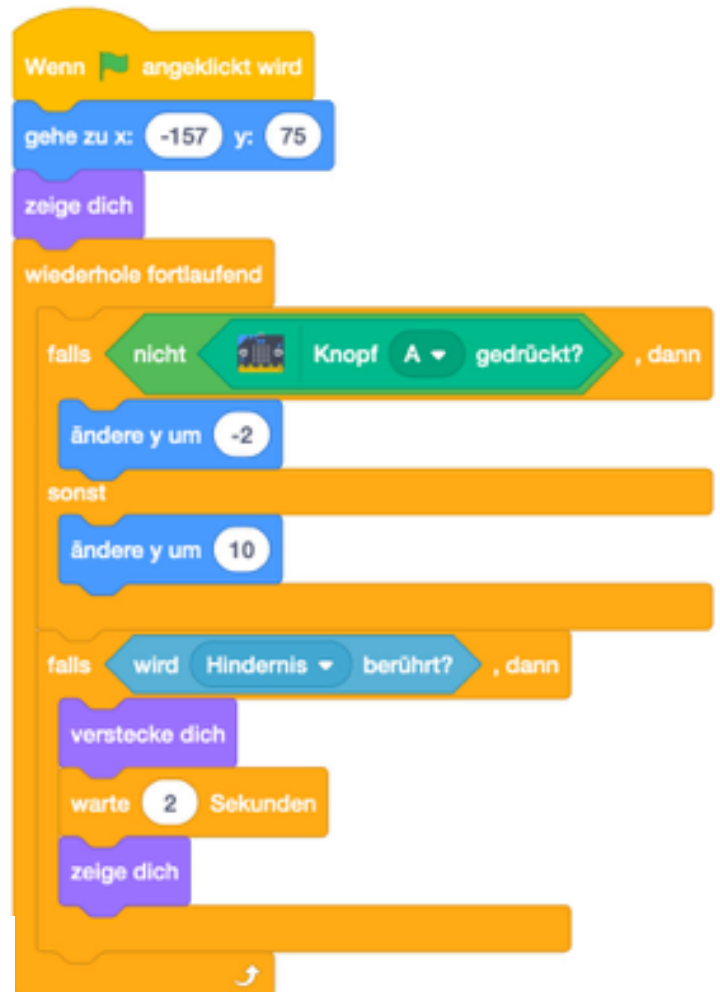 Wenn angeklickt wird
gehe zu x: -157 y: 75
zeige dich
wiederhole fortlaufend
falls nicht Knopf A gedrückt? , dann
ändere y um -2
sonst
ändere y um 10
falls wird Hindernis berührt? , dann
verstecke dich
warte 2 Sekunden
zeige dich